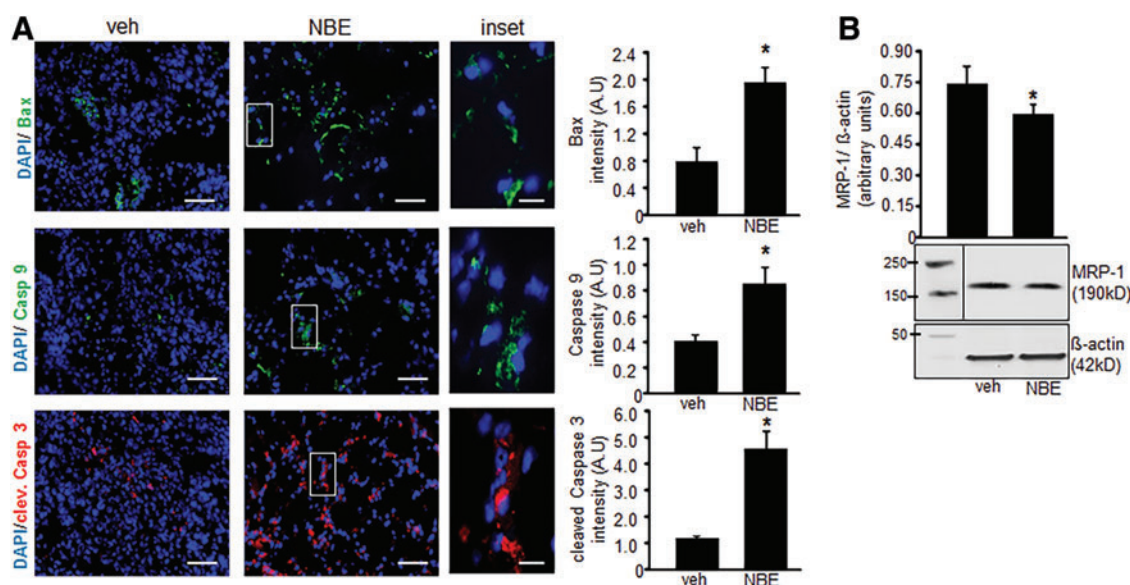 A
veh
NBE
inset
DAPI/ Bax
Bax
intensity (A.U)
2.4
2.0
1.6
1.2
0.8
0.4
0
veh
NBE
*
DAPI/ Casp 9
Caspase 9
intensity (A.U)
1.2
1.0
0.8
0.6
0.4
0.2
0
veh
NBE
*
DAPI/clev. Casp 3
cleaved Caspase 3
intensity (A.U)
6.0
5.0
4.0
3.0
2.0
1.0
0
veh
NBE
*
B
MRP-1/ ß-actin
(arbitrary units)
0.90
0.75
0.60
0.45
0.30
0.15
0
*
250
150
MRP-1
(190kD)
50
ß-actin
(42kD)
veh
NBE